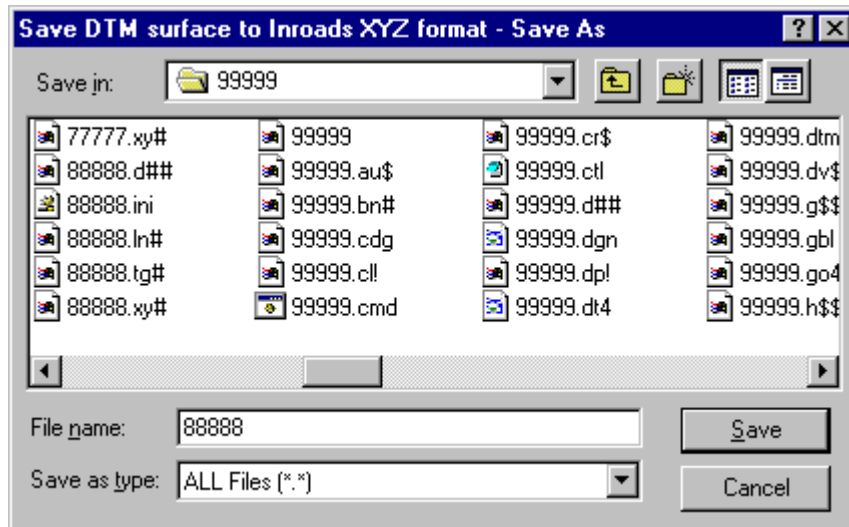 Save DTM surface to Inroads XYZ format - Save As
Save in: 99999
77777.xy# 99999 99999.cr$ 99999.dtm
88888.d## 99999.au$ 99999.ctl 99999.dv$
88888.ini 99999.bn# 99999.d## 99999.g$$
88888.ln# 99999.cdg 99999.dgn 99999.gbl
88888.tg# 99999.cl! 99999.dp! 99999.go4
88888.xy# 99999.cmd 99999.dt4 99999.h$$
File name: 88888 Save
Save as type: ALL Files (*.*) Cancel